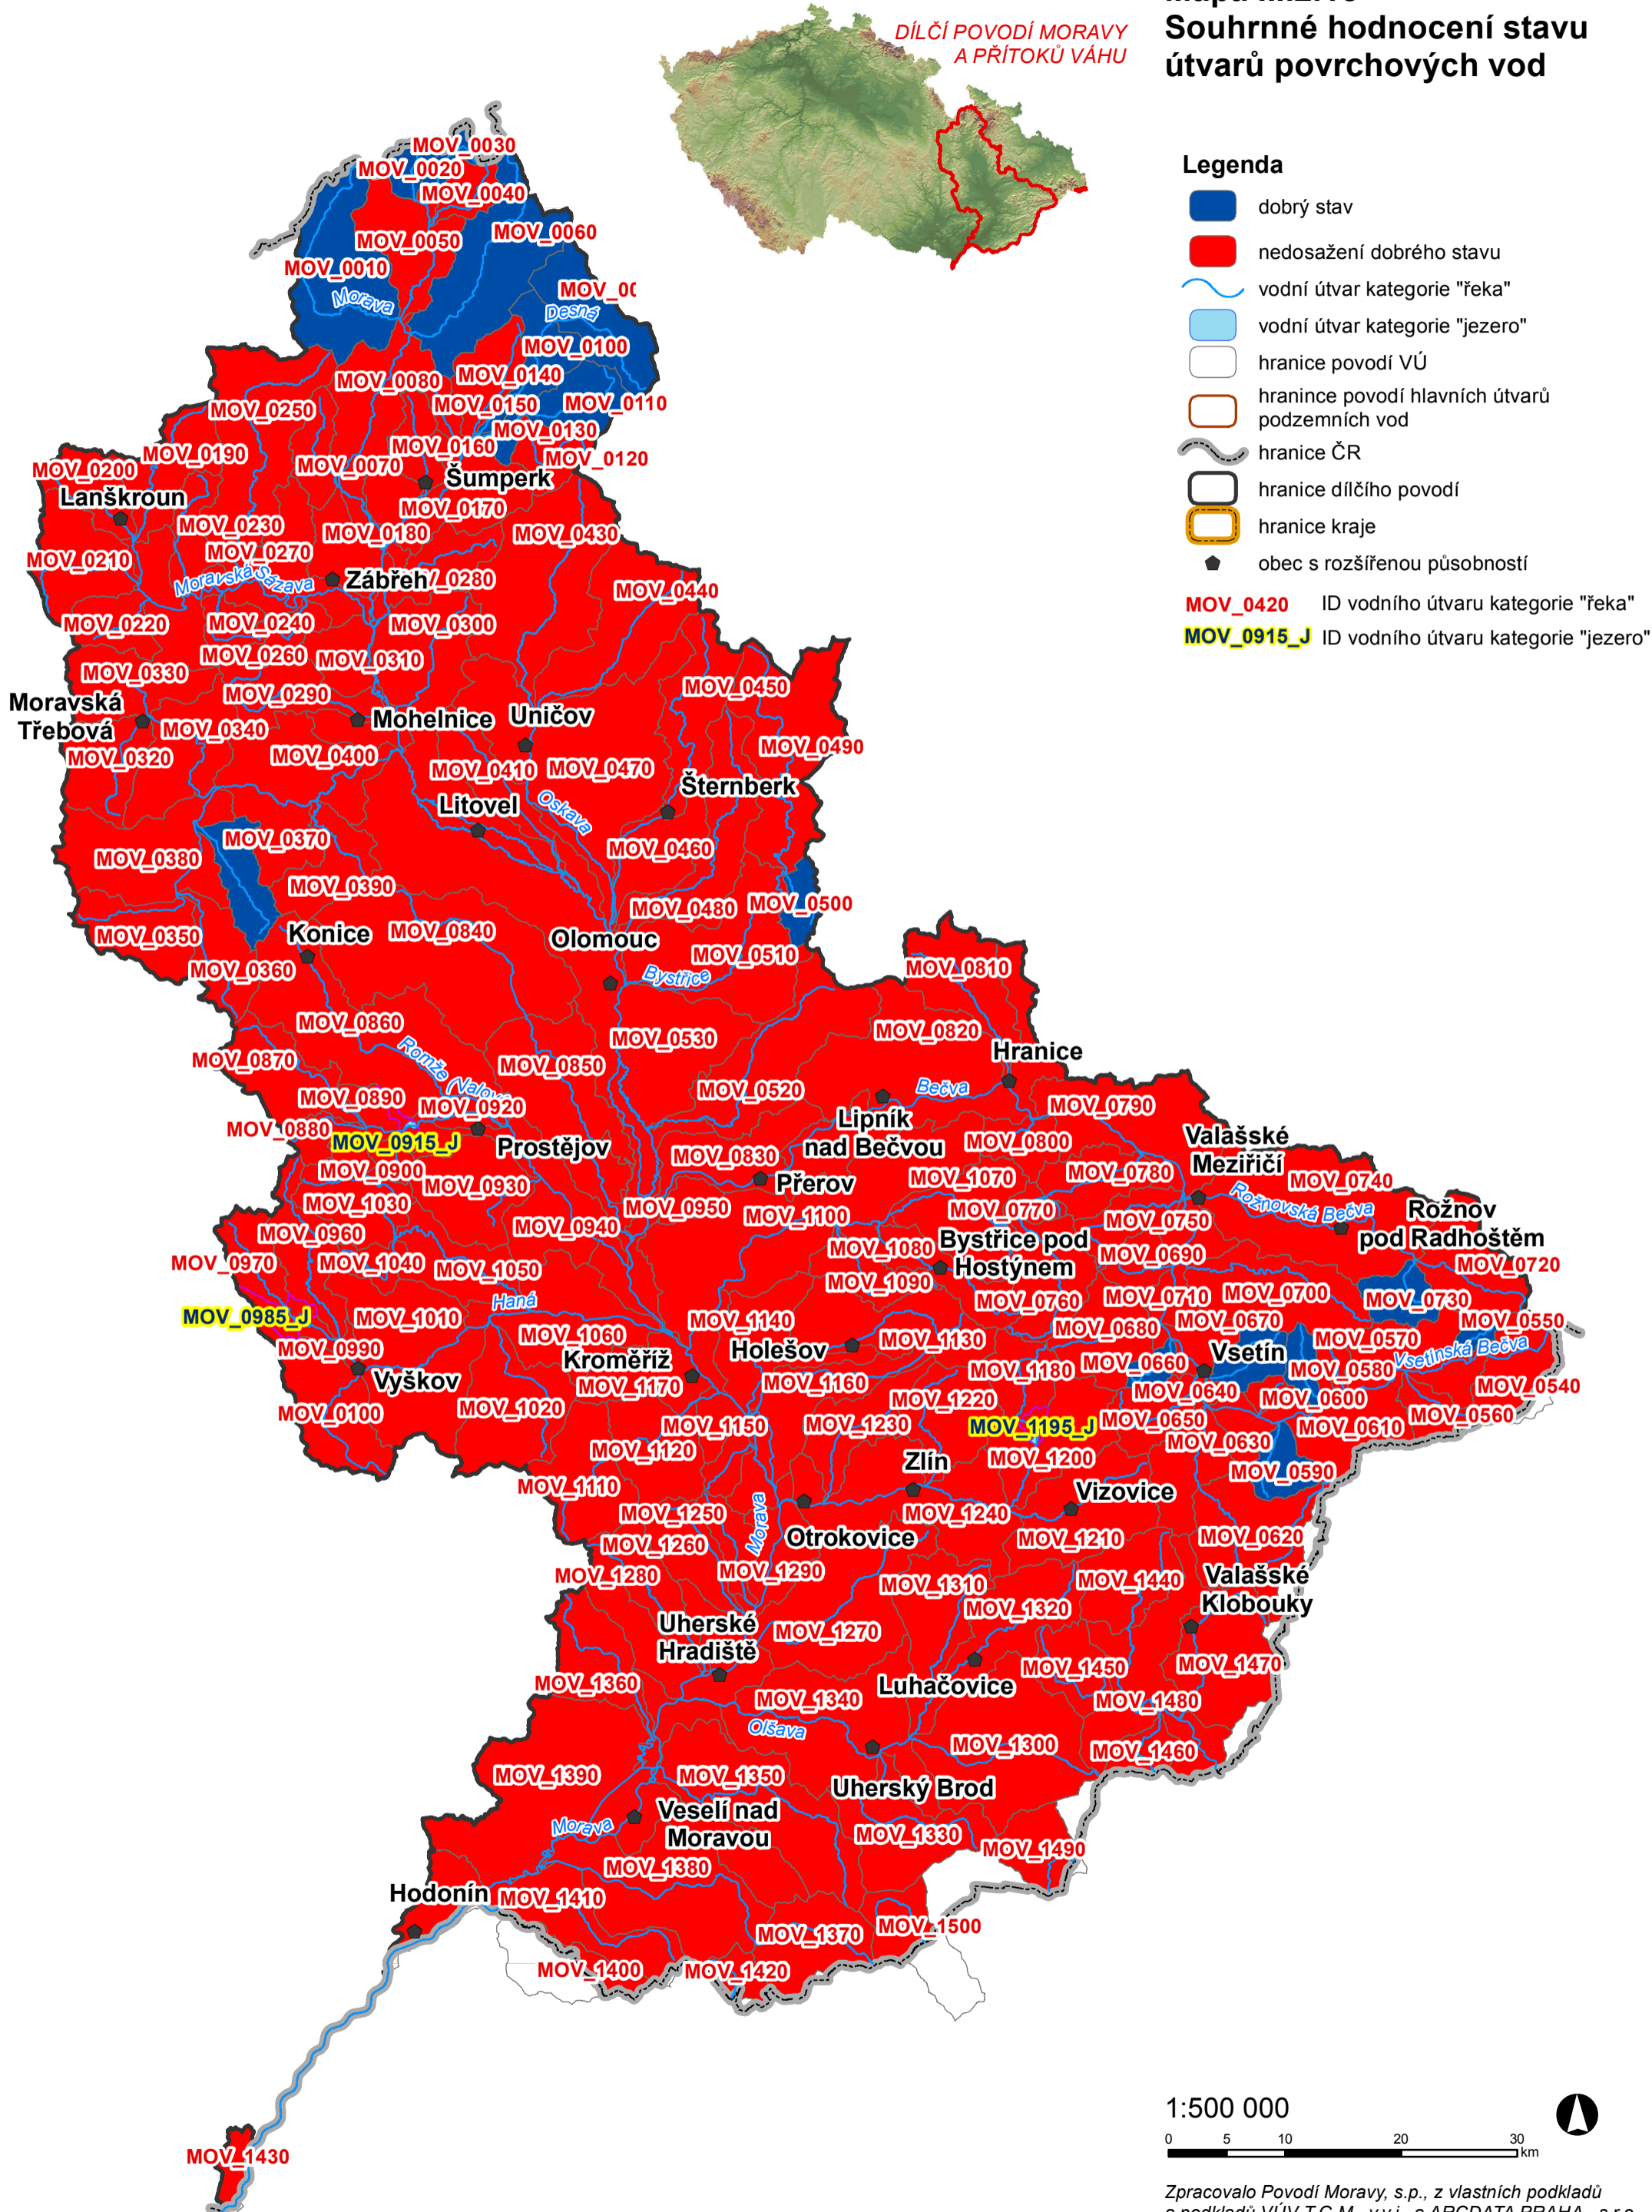 Souhrnné hodnocení stavu
útvarů povrchových vod
DÍLČÍ POVODÍ MORAVY
A PŘÍTOKŮ VÁHU
Legenda
dobrý stav
nedosažení dobrého stavu
vodní útvar kategorie "řeka"
vodní útvar kategorie "jezero"
hranice povodí VÚ
hranince povodí hlavních útvarů
podzemních vod
hranice ČR
hranice dílčího povodí
hranice kraje
obec s rozšířenou působností
MOV_0420 ID vodního útvaru kategorie "řeka"
MOV_0915_J ID vodního útvaru kategorie "jezero"
MOV_0030
MOV_0020
MOV_0040
MOV_0060
MOV_0050
MOV_0010
Morava
Desná
MOV_0100
MOV_0140
MOV_0080
MOV_0150
MOV_0110
MOV_0250
MOV_0130
MOV_0160
MOV_0190
MOV_0120
MOV_0070
MOV_0200
Šumperk
Lanškroun
MOV_0170
MOV_0230
MOV_0180
MOV_0430
MOV_0270
MOV_0210
Moravská Sázava
Zábřeh
MOV_0440
MOV_0220
MOV_0240
MOV_0300
MOV_0260
MOV_0310
MOV_0330
MOV_0450
MOV_0290
Moravská
Třebová
Mohelnice
Uničov
MOV_0340
MOV_0490
MOV_0320
MOV_0400
MOV_0410
MOV_0470
Šternberk
Litovel
Oskava
MOV_0370
MOV_0460
MOV_0380
MOV_0390
MOV_0500
MOV_0480
Konice
MOV_0840
MOV_0350
Olomouc
MOV_0510
MOV_0360
Bystřice
MOV_0810
MOV_0860
MOV_0820
MOV_0530
Hranice
MOV_0870
Romže
MOV_0850
MOV_0520
Bečva
MOV_0890
MOV_0920
MOV_0790
Lipník
nad Bečvou
MOV_0880
MOV_0915_J
Prostějov
MOV_0800
Valašské
Meziříčí
MOV_0830
MOV_0900
MOV_0780
MOV_0930
Přerov
MOV_1070
MOV_0740
MOV_1030
MOV_0950
MOV_1100
MOV_0770
Rožnovská Bečva
Rožnov
pod Radhoštěm
MOV_0750
MOV_0960
MOV_0940
MOV_1080
Bystřice pod
Hostýnem
MOV_0690
MOV_0970
MOV_1040
MOV_1050
MOV_1090
MOV_0720
MOV_0760
MOV_0710
MOV_0700
MOV_0730
Haná
MOV_0985_J
MOV_1010
MOV_1140
MOV_0670
MOV_0550
MOV_1060
MOV_0680
MOV_0570
MOV_1130
MOV_0990
Holešov
Vsetín
Vsetínská Bečva
Kroměříž
MOV_1180
MOV_0660
MOV_0580
Vyškov
MOV_1170
MOV_1160
MOV_0640
MOV_0600
MOV_0540
MOV_1220
MOV_0100
MOV_1020
MOV_0560
MOV_1150
MOV_1230
MOV_1195_J
MOV_0650
MOV_0610
MOV_1120
MOV_0630
Zlín
MOV_1200
MOV_0590
MOV_1110
Vizovice
MOV_1250
Morava
MOV_1240
Otrokovice
MOV_1210
MOV_0620
MOV_1260
MOV_1280
MOV_1290
MOV_1310
MOV_1440
Valašské
Klobouky
MOV_1320
Uherské
Hradiště
MOV_1270
MOV_1360
MOV_1450
MOV_1470
Luhačovice
MOV_1340
MOV_1480
Olšava
MOV_1300
MOV_1460
MOV_1390
MOV_1350
Uherský Brod
Veselí nad
Moravou
Morava
MOV_1330
MOV_1490
MOV_1380
Hodonín
MOV_1410
MOV_1500
MOV_1370
MOV_1400
MOV_1420
MOV_1430
1:500 000
0 5 10 20 30
km
Zpracovalo Povodí Moravy, s.p., z vlastních podkladů